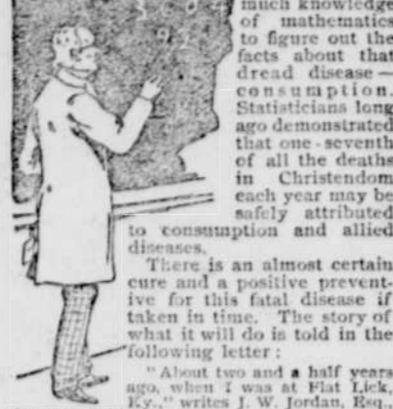 much knowledge
of mathematics
to figure out the
facts about that
dread disease—
consumption.
Statisticians long
ago demonstrated
that one-seventh
of all the deaths
in Christendom
each year may be
safely attributed
to consumption and allied
diseases.
There is an almost certain
cure and a positive prevent-
ive for this fatal disease if
taken in time. The story of
what it will do is told in the
following letter:
"About two and a half years
ago, when I was at Flat Lick,
Ky.," writes J. W. Jordan, Esq.,